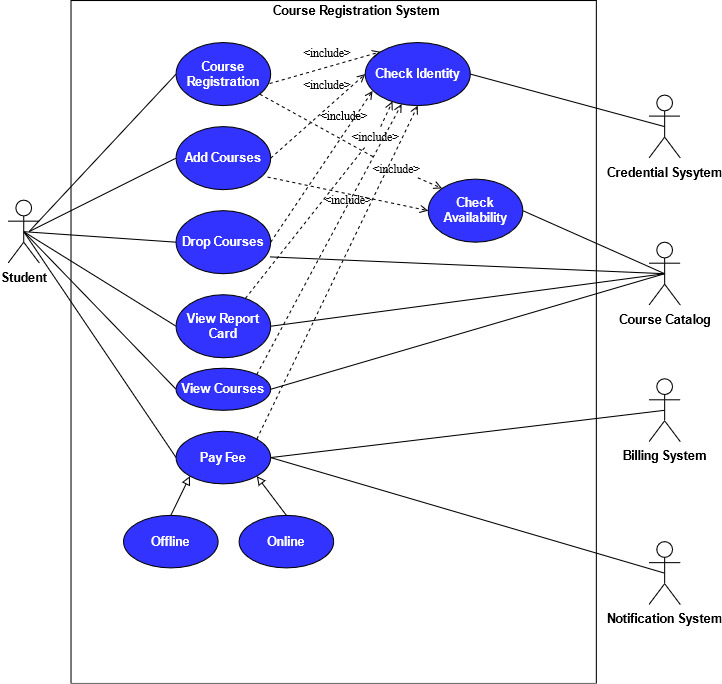 Course Registration System
<include>
Course
Registration
Check Identity
<include>
<include>
<include>
Add Courses
<include>
Credential Sysytem
<include>
Check
Availability
Student
Drop Courses
View Report
Card
Course Catalog
View Courses
Pay Fee
Billing System
Offline
Online
Notification System